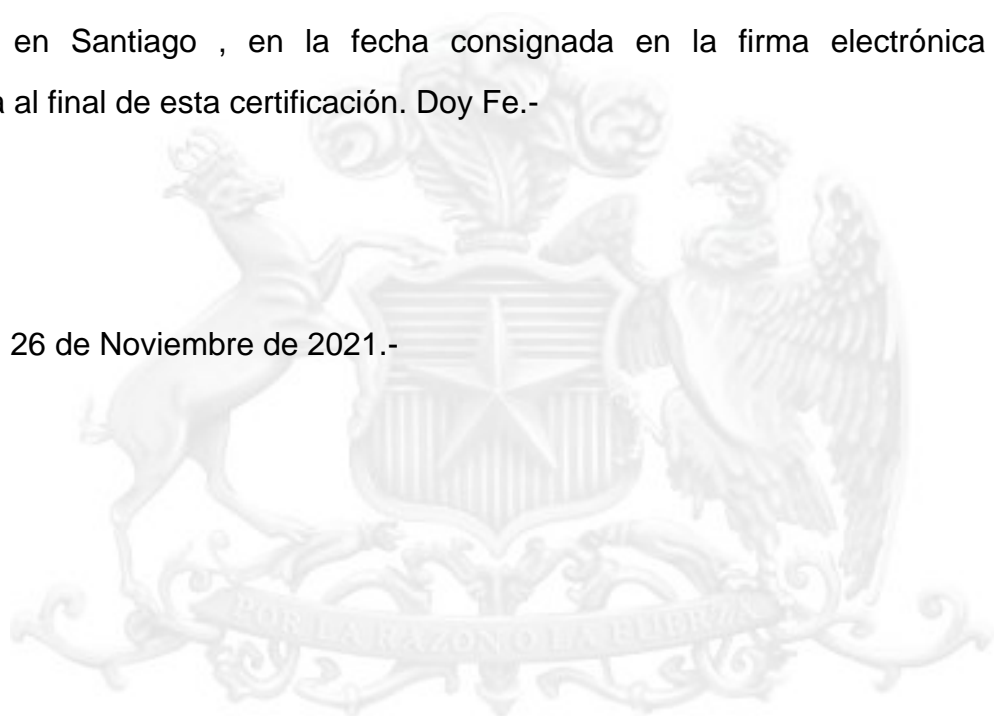 en Santiago , en la fecha consignada en la firma electrónica
a al final de esta certificación. Doy Fe.-
26 de Noviembre de 2021.-
POR LA RAZON O LA FUERZA